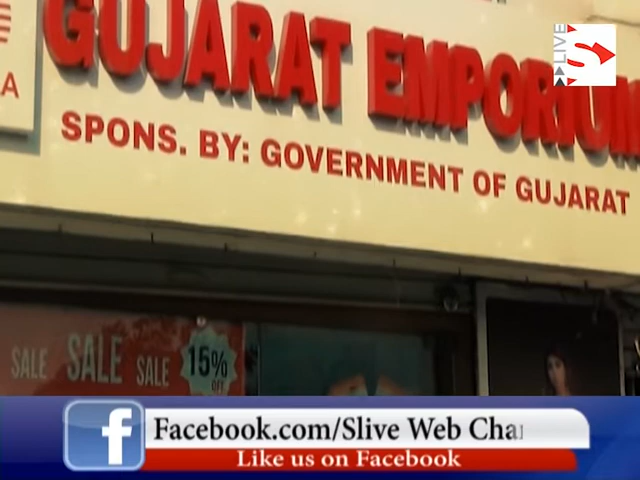 GUJARAT EMPORIUM
SPONS. BY: GOVERNMENT OF GUJARAT
LIVE
S
E
A
SALE SALE SALE 15% OFF
f
Facebook.com/Slive Web Cha
Like us on Facebook